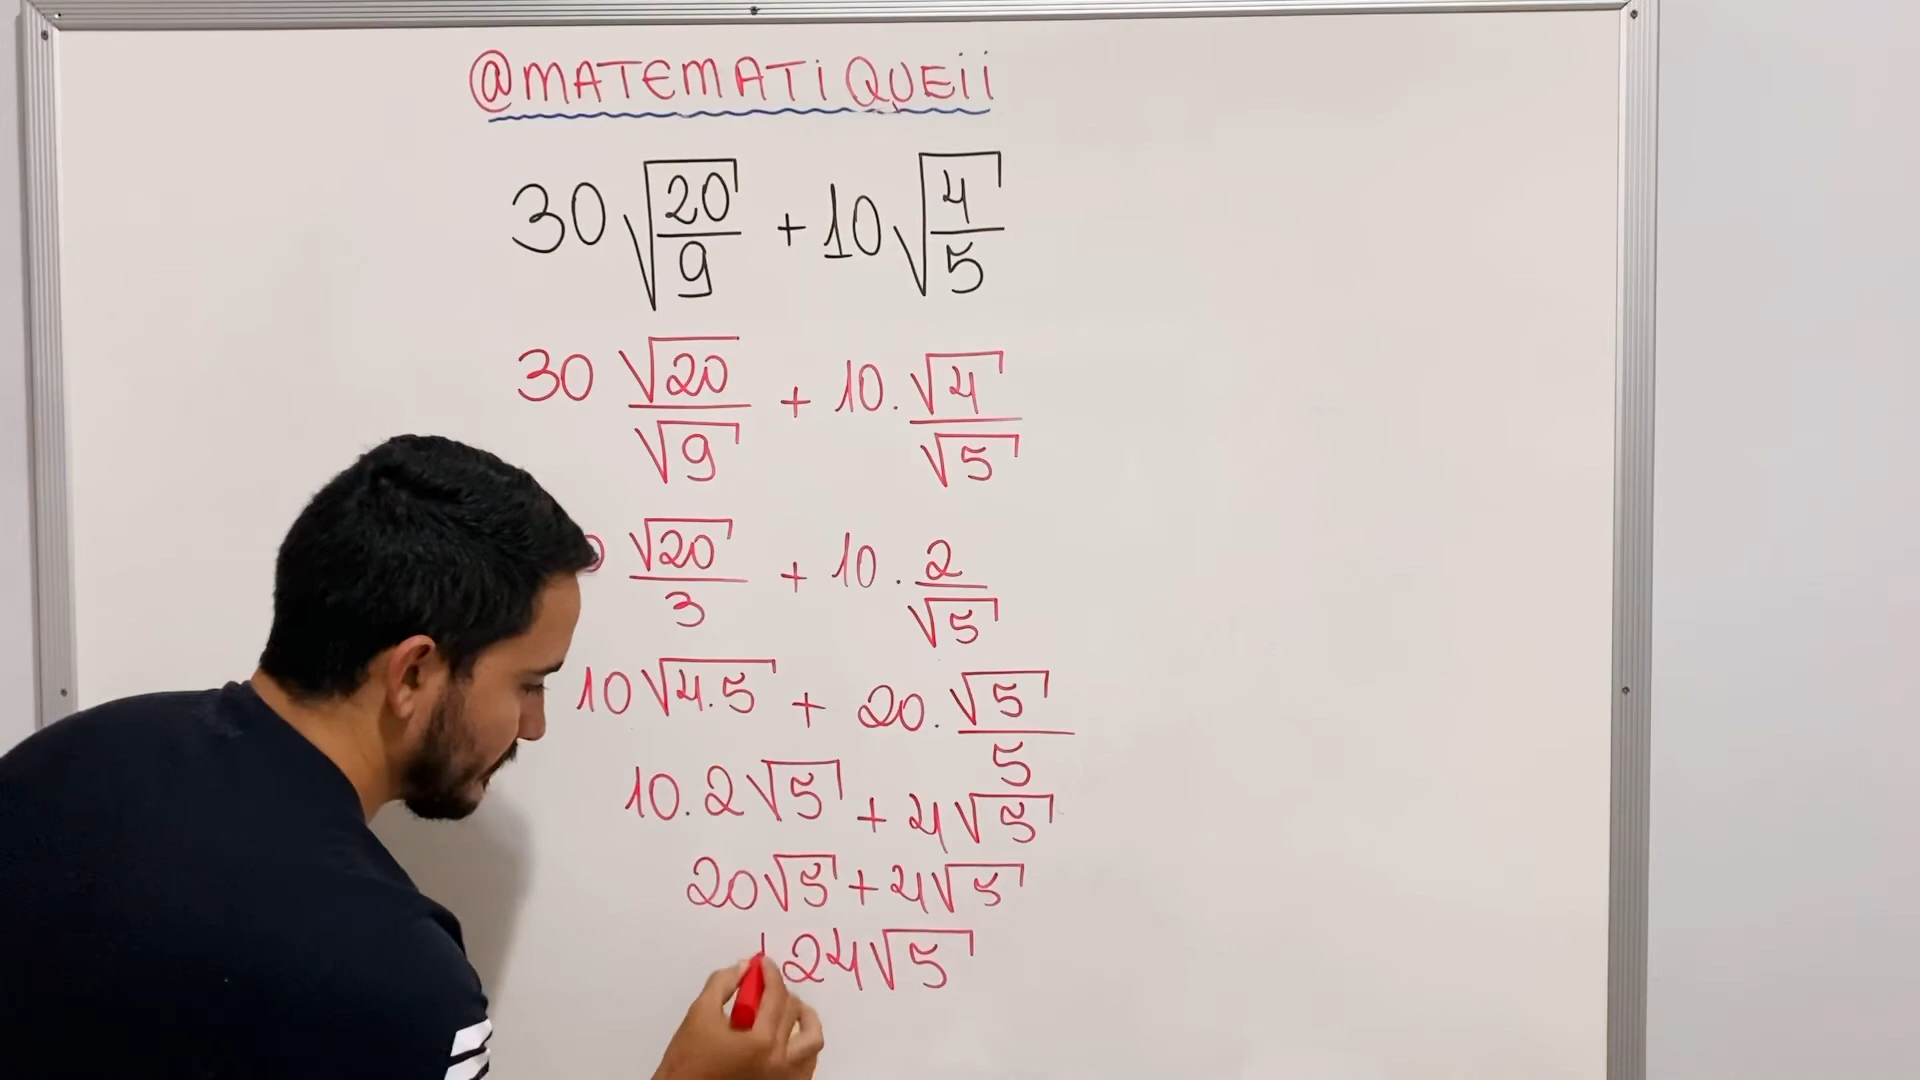 @MATEMATiQUEii
30√(20/9) + 10√(4/5)
30 √20/√9 + 10.√4/√5
√20/3 + 10.2/√5
10√4.5 + 20.√5/5
10.2√5 + 4√5
20√5 + 4√5
24√5